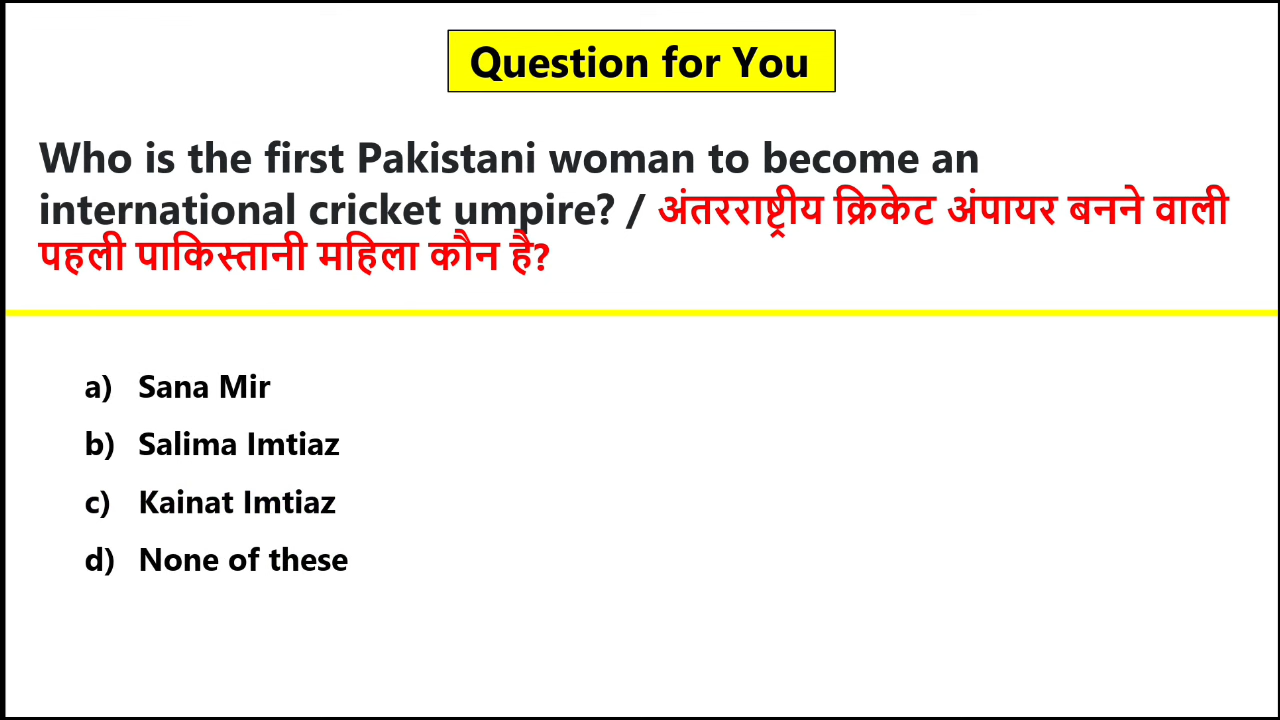 Question for You
Who is the first Pakistani woman to become an
international cricket umpire? / अंतरराष्ट्रीय क्रिकेट अंपायर बनने वाली
पहली पाकिस्तानी महिला कौन है?
a) Sana Mir
b) Salima Imtiaz
c) Kainat Imtiaz
d) None of these